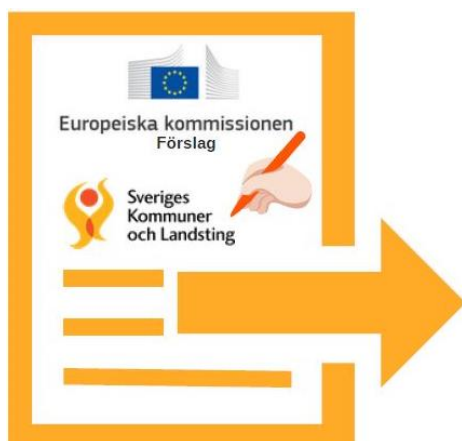 Europeiska kommissionen
Förslag
Sveriges
Kommuner
och Landsting